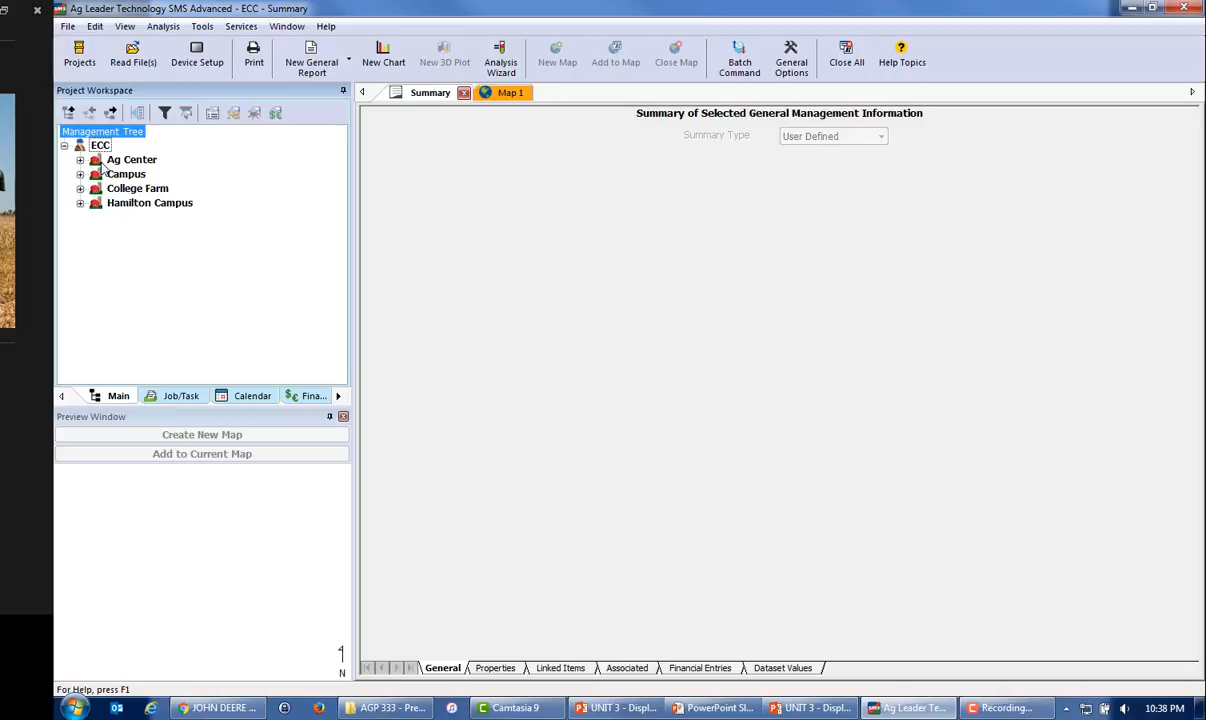 Ag Leader Technology SMS Advanced - ECC - Summary
File Edit View Analysis Tools Services Window Help
Projects Read File(s) Device Setup Print New General Report New Chart New 3D Plot Analysis Wizard New Map Add to Map Close Map Batch Command General Options Close All Help Topics
Project Workspace
Summary Map 1
Summary of Selected General Management Information
Management Tree
Summary Type User Defined
ECC
Ag Center
Campus
College Farm
Hamilton Campus
Main Job/Task Calendar Fina...
Preview Window
Create New Map
Add to Current Map
N
General Properties Linked Items Associated Financial Entries Dataset Values
For Help, press F1
JOHN DEERE ... AGP 333 - Pre... Camtasia 9 UNIT 3 - Displ... PowerPoint Sl... UNIT 3 - Displ... Ag Leader Te... Recording... 10:38 PM